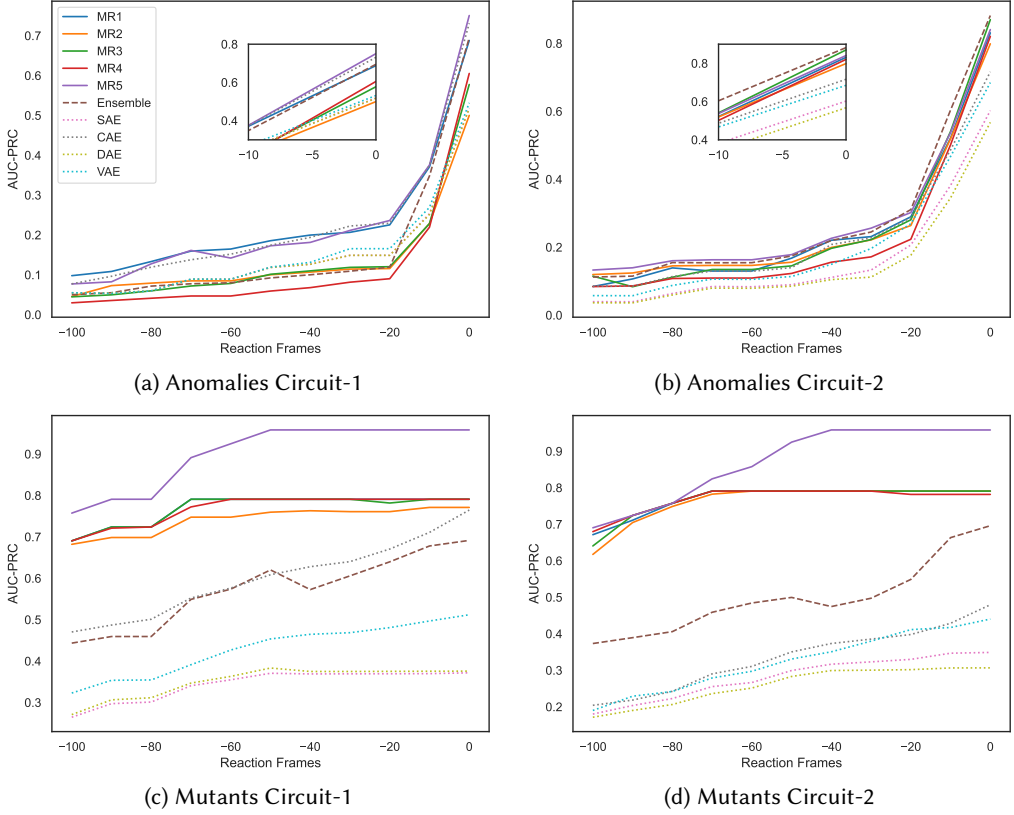 MR1
MR2
MR3
MR4
MR5
Ensemble
SAE
CAE
DAE
VAE
AUC-PRC
0.7
0.6
0.5
0.4
0.3
0.2
0.1
0.0
0.8
0.6
0.4
−10
−5
0
−100
−80
−60
−40
−20
0
Reaction Frames
(a) Anomalies Circuit-1
AUC-PRC
0.8
0.6
0.4
0.2
0.0
0.8
0.6
0.4
−10
−5
0
−100
−80
−60
−40
−20
0
Reaction Frames
(b) Anomalies Circuit-2
AUC-PRC
0.9
0.8
0.7
0.6
0.5
0.4
0.3
−100
−80
−60
−40
−20
0
Reaction Frames
(c) Mutants Circuit-1
AUC-PRC
0.9
0.8
0.7
0.6
0.5
0.4
0.3
0.2
−100
−80
−60
−40
−20
0
Reaction Frames
(d) Mutants Circuit-2